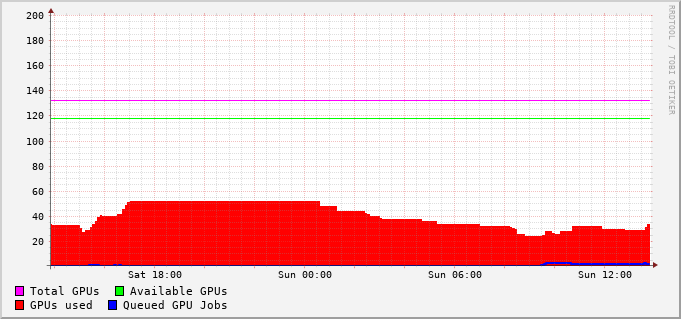 200
180
160
140
120
100
80
60
40
20
Sat 18:00 Sun 00:00 Sun 06:00 Sun 12:00
Total GPUs Available GPUs
GPUs used Queued GPU Jobs
RRDTOOL / TOBI OETIKER